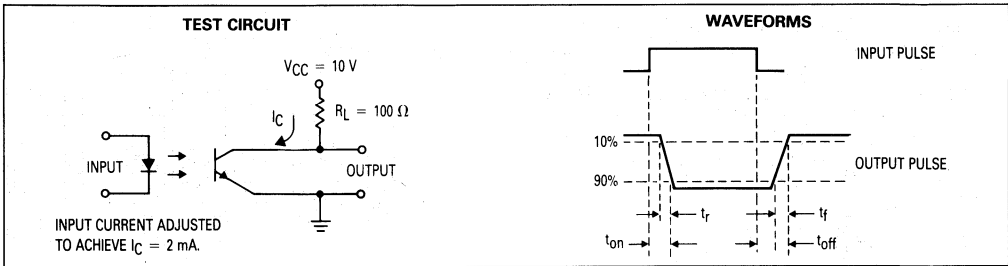 TEST CIRCUIT
VCC = 10 V
IC
RL = 100 Ω
INPUT
OUTPUT
INPUT CURRENT ADJUSTED
TO ACHIEVE IC = 2 mA.
WAVEFORMS
INPUT PULSE
10%
OUTPUT PULSE
90%
tr
tf
ton
toff